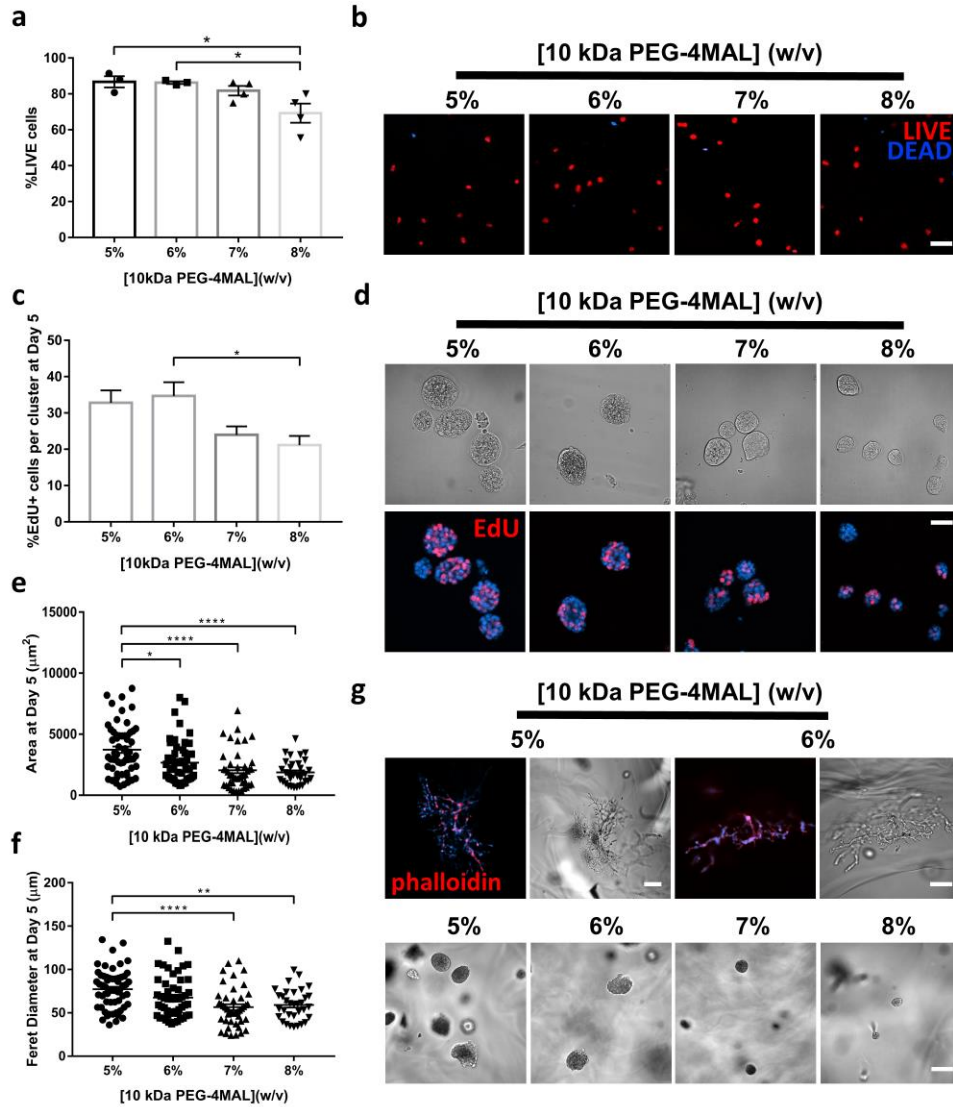 a
*
*
100
80
60
40
20
0
%LIVE cells
5% 6% 7% 8%
[10kDa PEG-4MAL](w/v)
b
[10 kDa PEG-4MAL] (w/v)
5% 6% 7% 8%
LIVE
DEAD
c
*
50
40
30
20
10
0
%EdU+ cells per cluster at Day 5
5% 6% 7% 8%
[10kDa PEG-4MAL](w/v)
d
[10 kDa PEG-4MAL] (w/v)
5% 6% 7% 8%
EdU
e
****
****
*
15000
10000
5000
0
Area at Day 5 (μm²)
5% 6% 7% 8%
[10 kDa PEG-4MAL](w/v)
f
**
****
200
150
100
50
0
Feret Diameter at Day 5 (μm)
5% 6% 7% 8%
[10 kDa PEG-4MAL](w/v)
g
[10 kDa PEG-4MAL] (w/v)
5% 6%
phalloidin
5% 6% 7% 8%